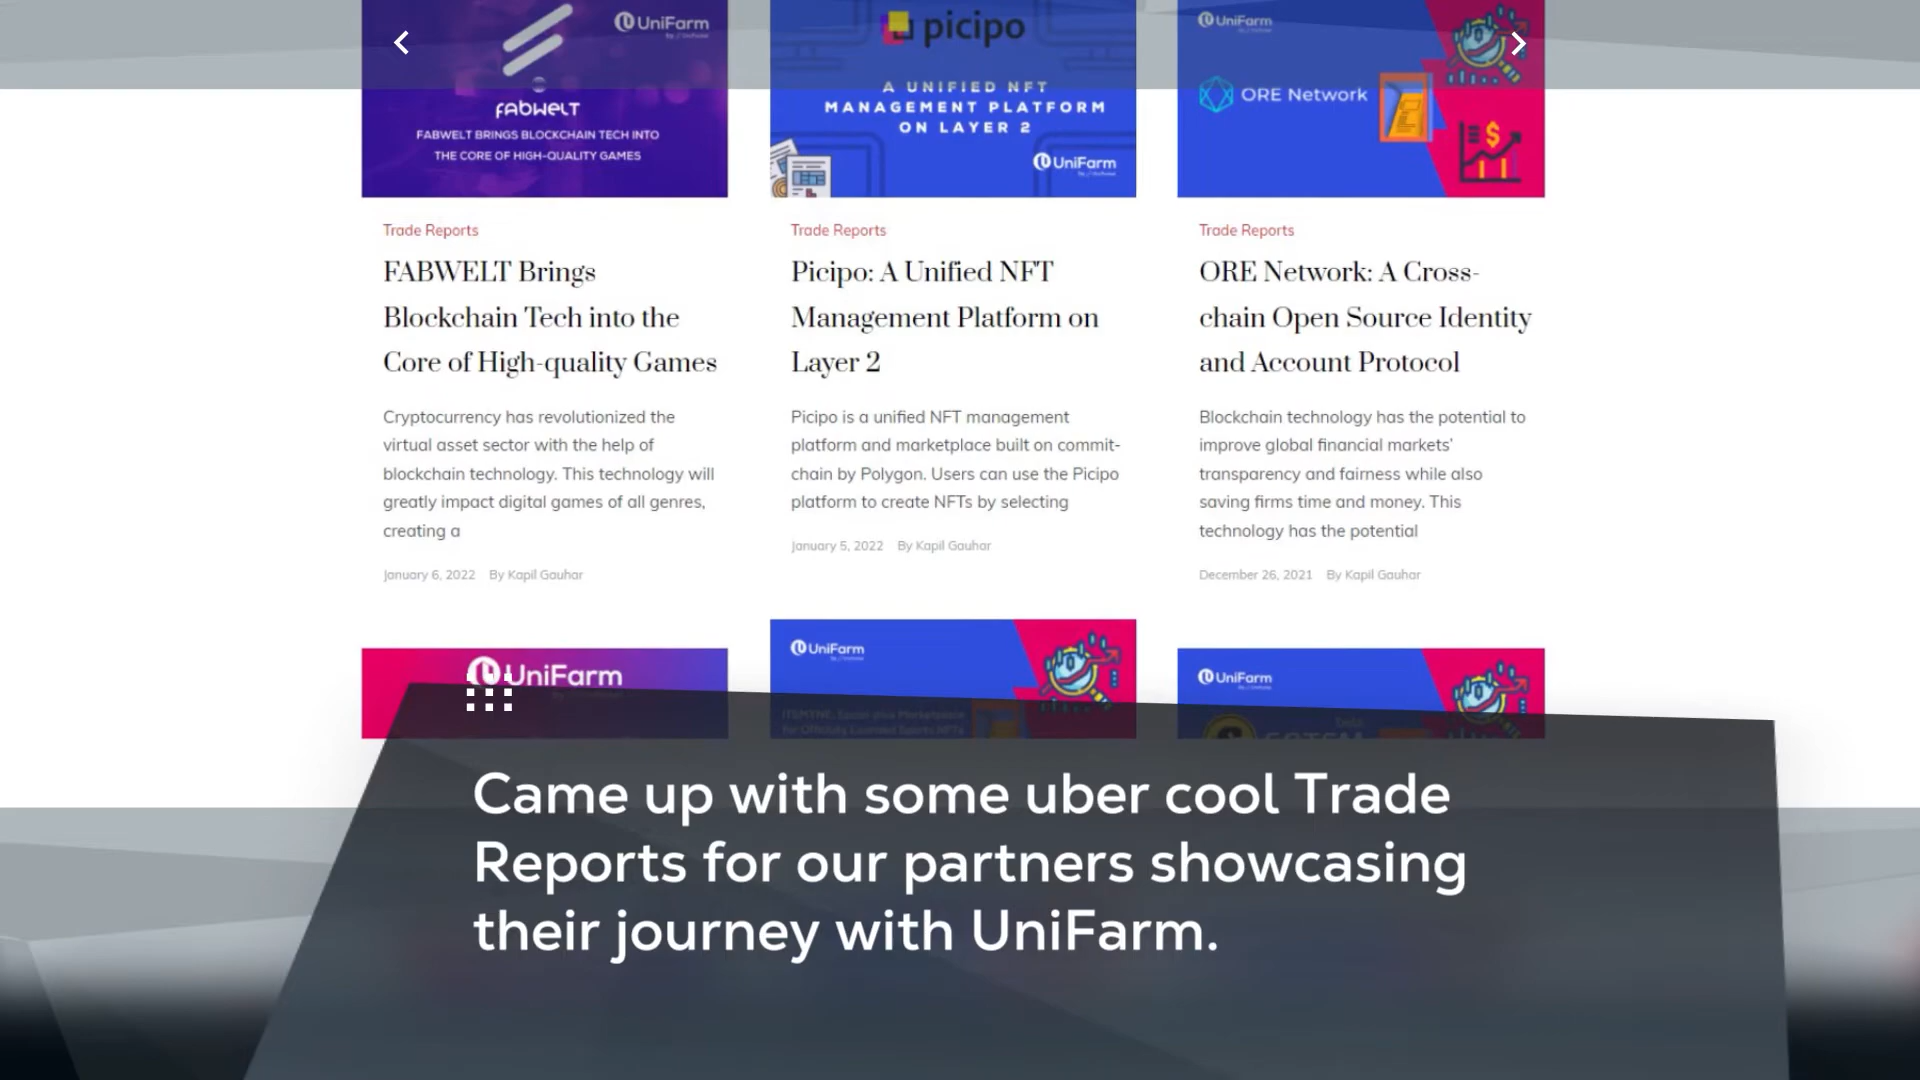 UniFarm
FABWELT
FABWELT BRINGS BLOCKCHAIN TECH INTO
THE CORE OF HIGH-QUALITY GAMES
picipo
A UNIFIED NFT
MANAGEMENT PLATFORM
ON LAYER 2
UniFarm
UniFarm
ORE Network
Trade Reports
FABWELT Brings
Blockchain Tech into the
Core of High-quality Games
Cryptocurrency has revolutionized the
virtual asset sector with the help of
blockchain technology. This technology will
greatly impact digital games of all genres,
creating a
January 6, 2022 By Kapil Gauhar
Trade Reports
Picipo: A Unified NFT
Management Platform on
Layer 2
Picipo is a unified NFT management
platform and marketplace built on commit-
chain by Polygon. Users can use the Picipo
platform to create NFTs by selecting
January 5, 2022 By Kapil Gauhar
Trade Reports
ORE Network: A Cross-
chain Open Source Identity
and Account Protocol
Blockchain technology has the potential to
improve global financial markets'
transparency and fairness while also
saving firms time and money. This
technology has the potential
December 26, 2021 By Kapil Gauhar
UniFarm
UniFarm
UniFarm
Came up with some uber cool Trade
Reports for our partners showcasing
their journey with UniFarm.